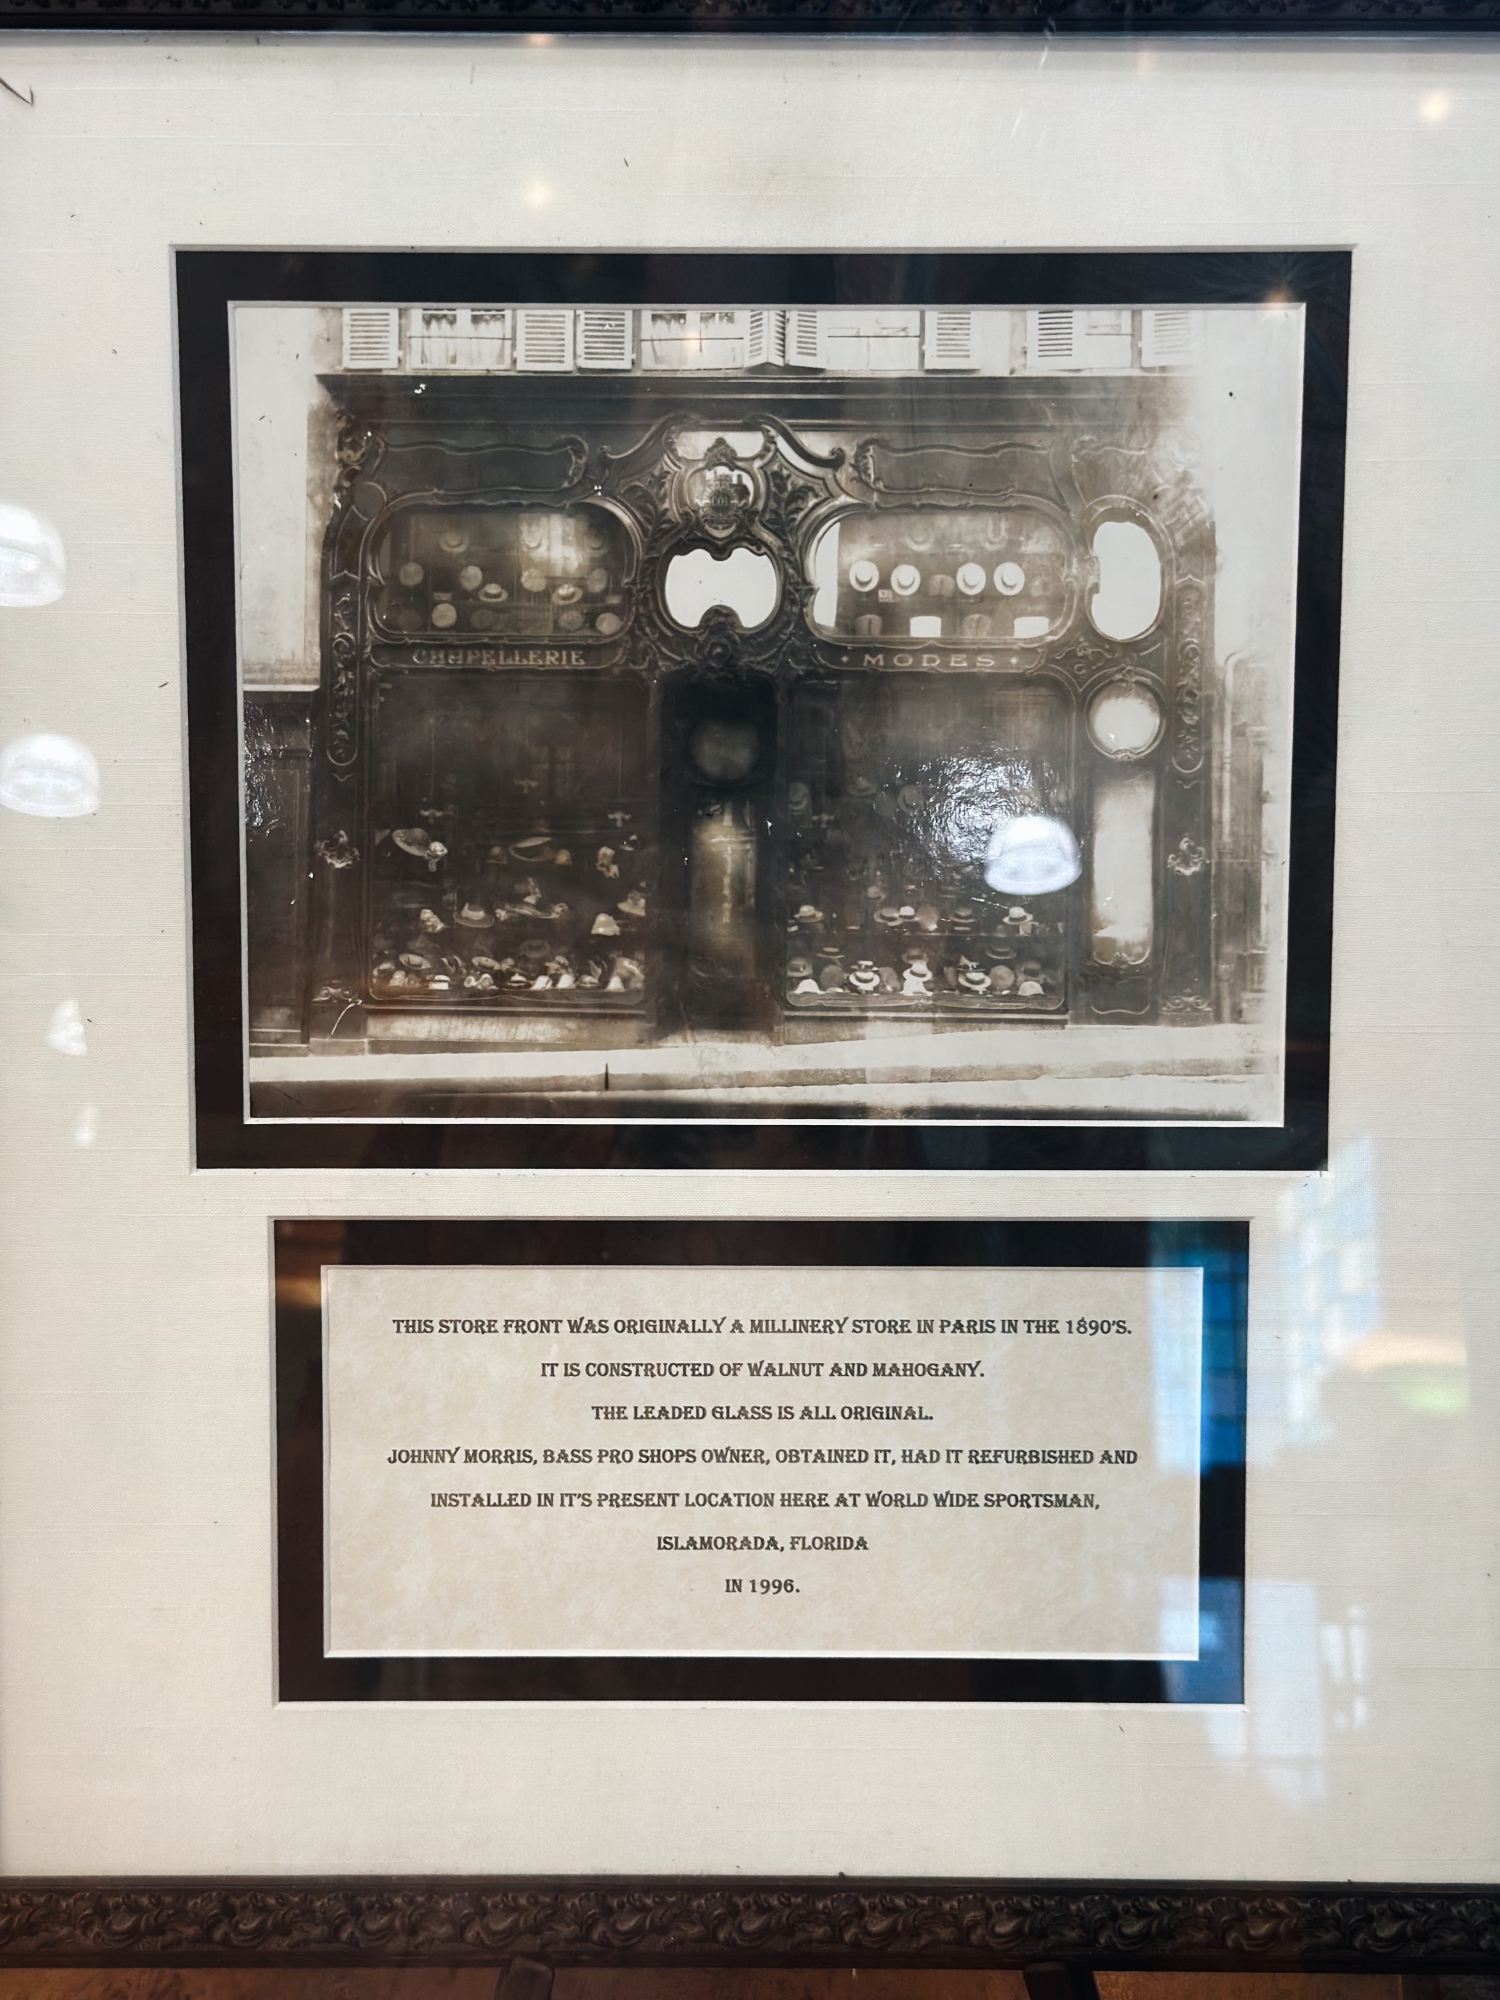 CHAPELLERIE
MODES
THIS STORE FRONT WAS ORIGINALLY A MILLINERY STORE IN PARIS IN THE 1890'S.
IT IS CONSTRUCTED OF WALNUT AND MAHOGANY.
THE LEADED GLASS IS ALL ORIGINAL.
JOHNNY MORRIS, BASS PRO SHOPS OWNER, OBTAINED IT, HAD IT REFURBISHED AND
INSTALLED IN IT'S PRESENT LOCATION HERE AT WORLD WIDE SPORTSMAN,
ISLAMORADA, FLORIDA
IN 1996.